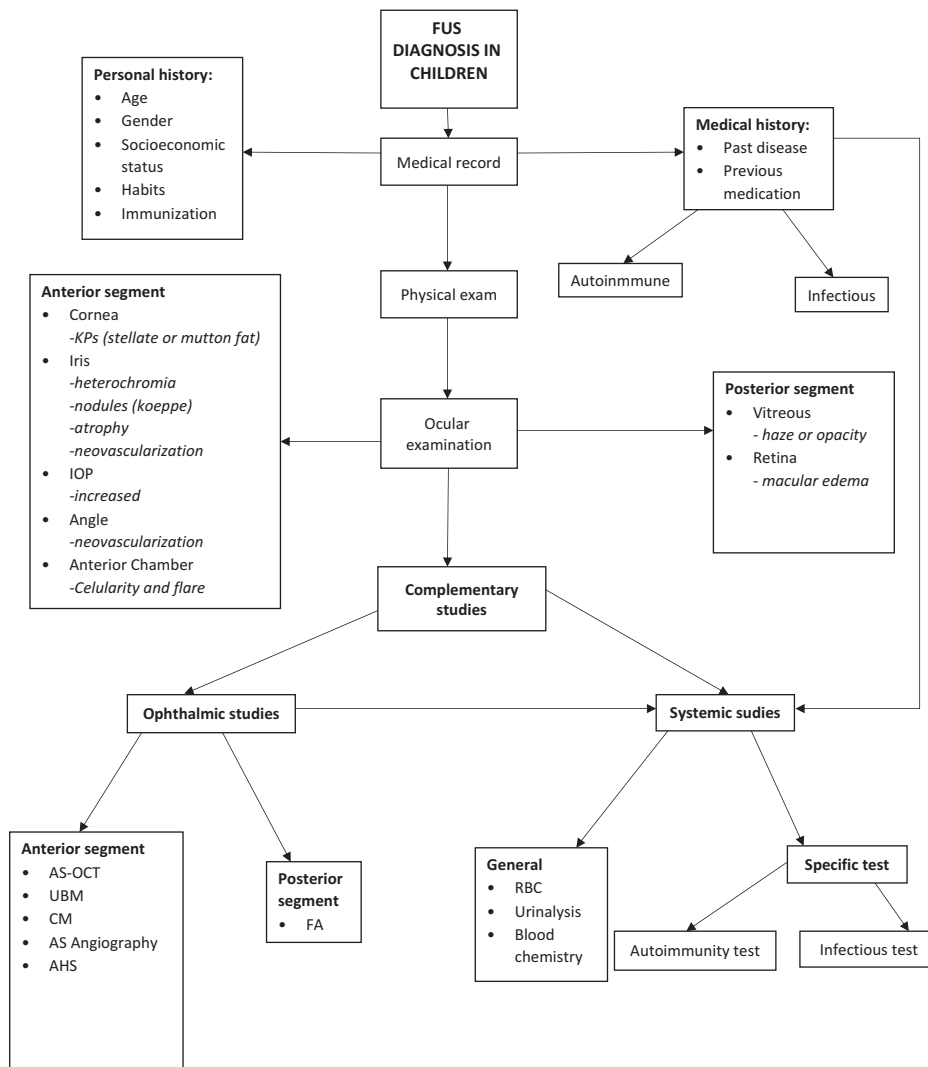 FUS
DIAGNOSIS IN
CHILDREN
Personal history:
• Age
• Gender
• Socioeconomic
status
• Habits
• Immunization
Medical record
Medical history:
• Past disease
• Previous
medication
Autoinmmune
Infectious
Physical exam
Anterior segment
• Cornea
-KPs (stellate or mutton fat)
• Iris
-heterochromia
-nodules (koeppe)
-atrophy
-neovascularization
• IOP
-increased
• Angle
-neovascularization
• Anterior Chamber
-Celularity and flare
Ocular
examination
Posterior segment
• Vitreous
- haze or opacity
• Retina
- macular edema
Complementary
studies
Ophthalmic studies
Systemic sudies
Anterior segment
• AS-OCT
• UBM
• CM
• AS Angiography
• AHS
Posterior
segment
• FA
General
• RBC
• Urinalysis
• Blood
chemistry
Specific test
Autoimmunity test
Infectious test